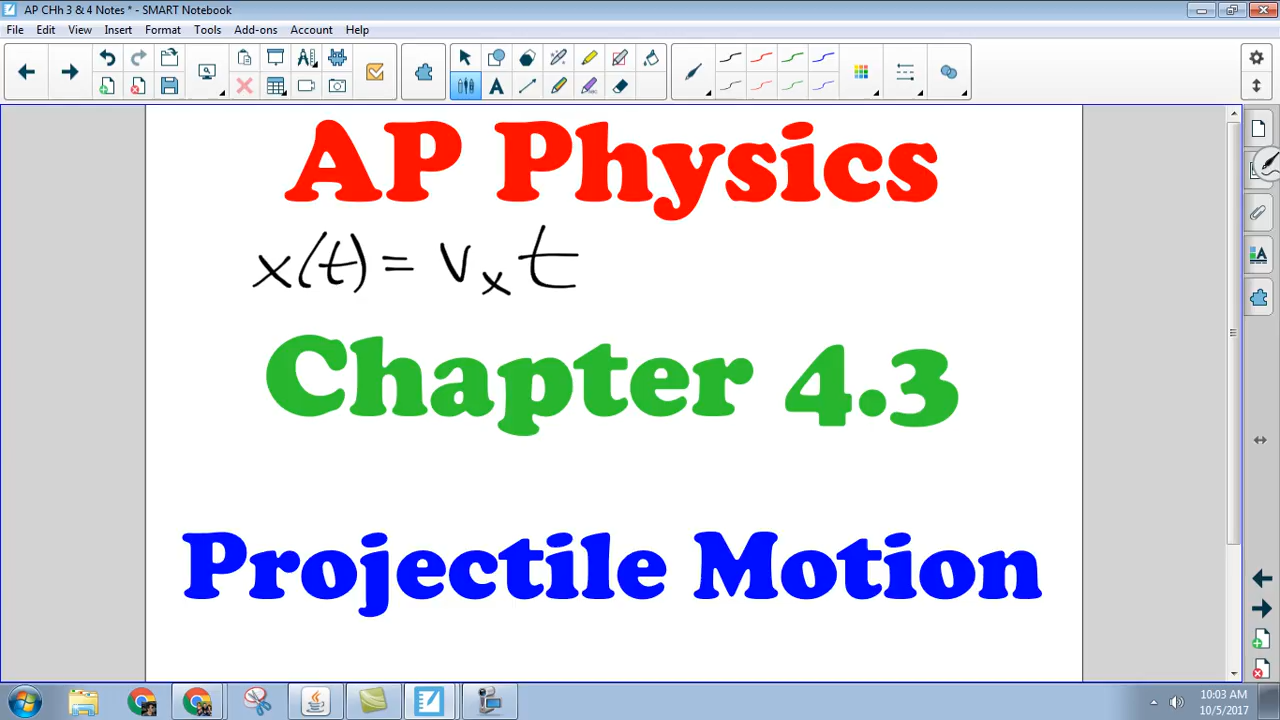 AP CHh 3 & 4 Notes * - SMART Notebook
File Edit View Insert Format Tools Add-ons Account Help
AP Physics
x(t) = vₓ t
Chapter 4.3
Projectile Motion
10:03 AM
10/5/2017